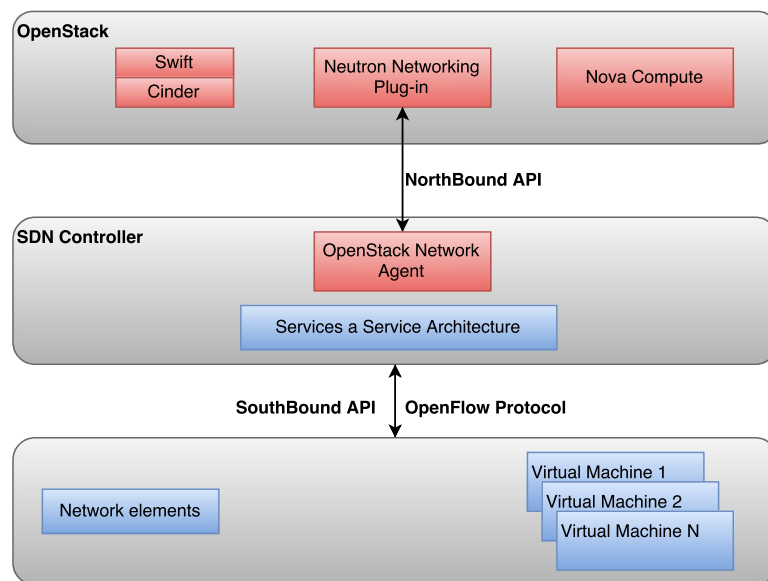 OpenStack
Swift
Cinder
Neutron Networking
Plug-in
Nova Compute
NorthBound API
SDN Controller
OpenStack Network
Agent
Services a Service Architecture
SouthBound API
OpenFlow Protocol
Network elements
Virtual Machine 1
Virtual Machine 2
Virtual Machine N